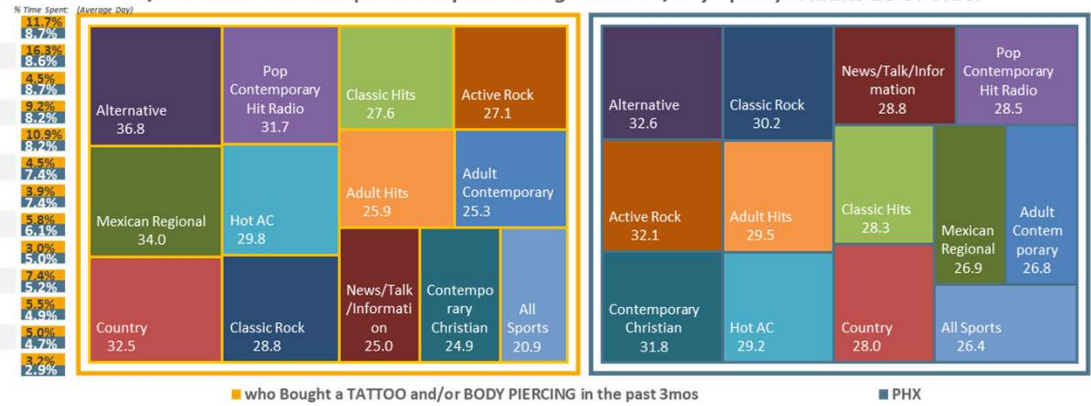 % Time Spent: (Average Day)
11.7%
8.7%
16.3%
8.6%
4.5%
8.7%
9.2%
8.2%
10.9%
8.2%
4.5%
7.4%
3.9%
7.4%
5.8%
6.1%
3.0%
5.0%
7.4%
5.2%
5.5%
4.9%
5.0%
4.7%
3.2%
2.9%
Alternative
36.8
Pop
Contemporary
Hit Radio
31.7
Classic Hits
27.6
Active Rock
27.1
Mexican Regional
34.0
Hot AC
29.8
Adult Hits
25.9
Adult
Contemporary
25.3
Country
32.5
Classic Rock
28.8
News/Talk
/Informati
on
25.0
Contempo
rary
Christian
24.9
All
Sports
20.9
Alternative
32.6
Classic Rock
30.2
News/Talk/Infor
mation
28.8
Pop
Contemporary
Hit Radio
28.5
Active Rock
32.1
Adult Hits
29.5
Classic Hits
28.3
Mexican
Regional
26.9
Adult
Contem
porary
26.8
Contemporary
Christian
31.8
Hot AC
29.2
Country
28.0
All Sports
26.4
who Bought a TATTOO and/or BODY PIERCING in the past 3mos
PHX